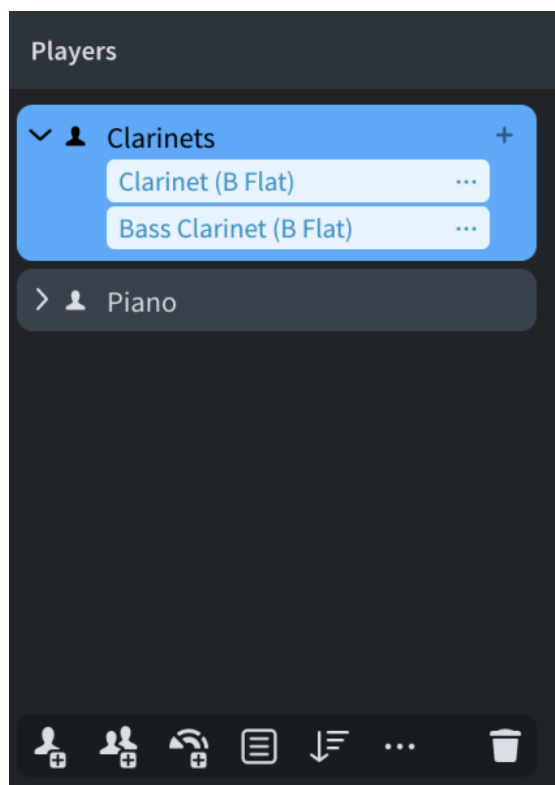 Players
Clarinets
Clarinet (B Flat)
Bass Clarinet (B Flat)
Piano